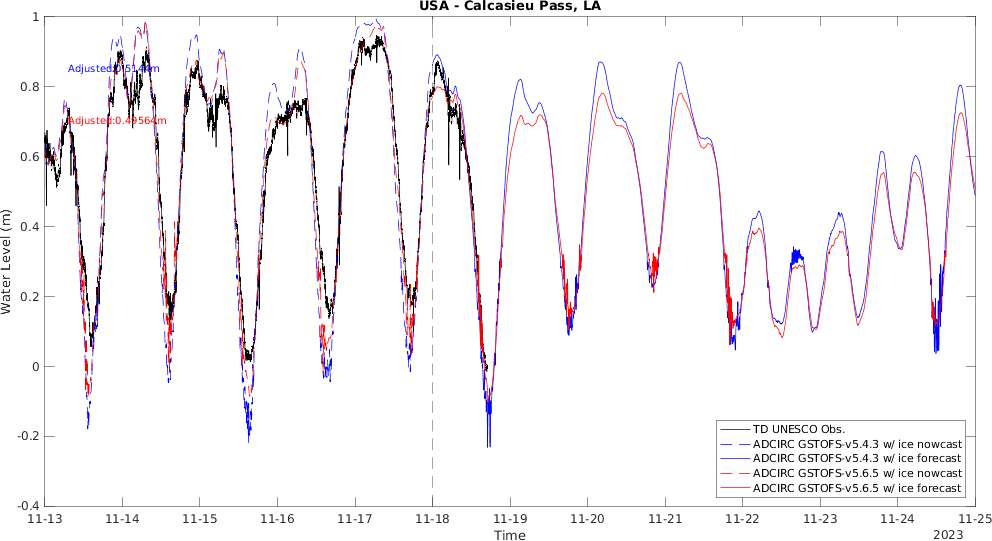 USA - Calcasieu Pass, LA
1
0.8
0.6
0.4
0.2
0
-0.2
-0.4
Water Level (m)
Adjusted:0.5144m
Adjusted:0.49564m
TD UNESCO Obs.
ADCIRC GSTOFS-v5.4.3 w/ ice nowcast
ADCIRC GSTOFS-v5.4.3 w/ ice forecast
ADCIRC GSTOFS-v5.6.5 w/ ice nowcast
ADCIRC GSTOFS-v5.6.5 w/ ice forecast
11-13 11-14 11-15 11-16 11-17 11-18 11-19 11-20 11-21 11-22 11-23 11-24 11-25
Time
2023